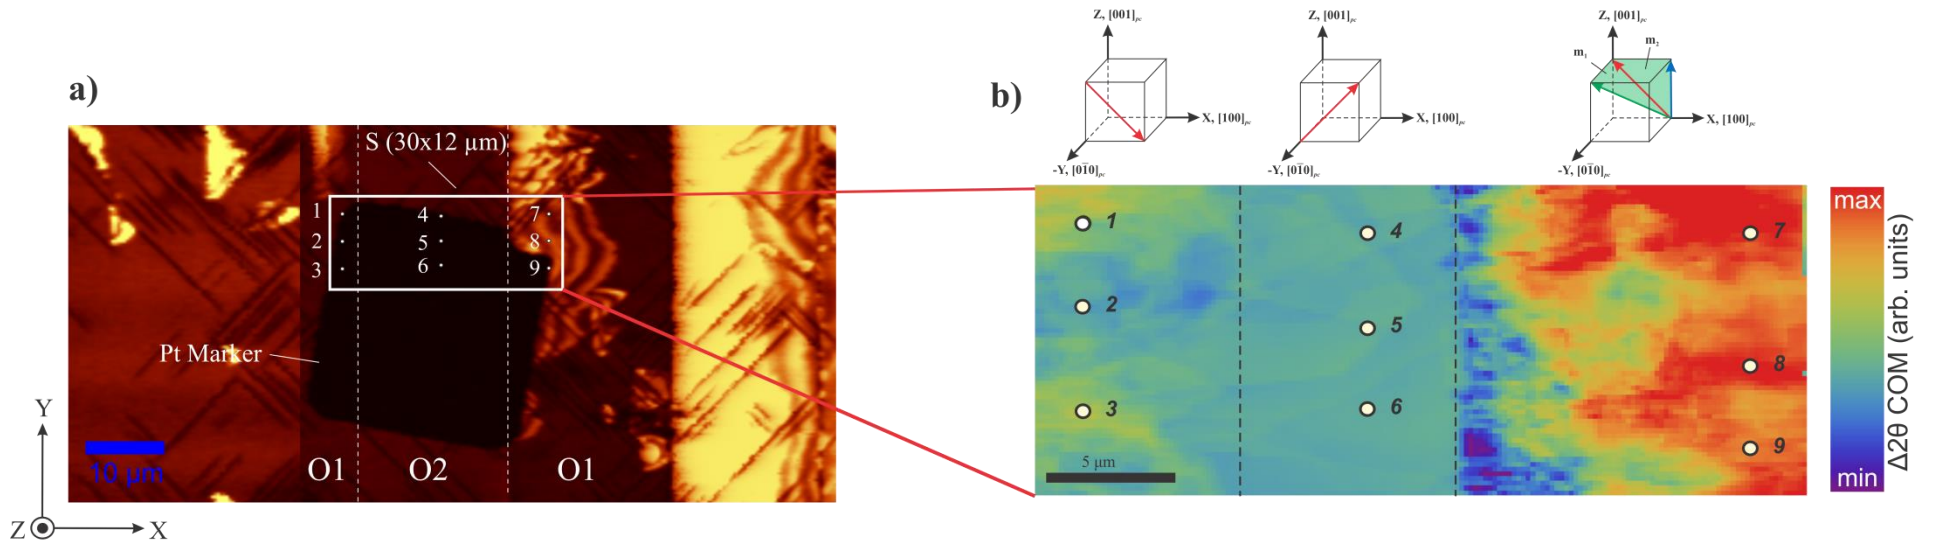 a)
S (30x12 μm)
1
2
3
4
5
6
7
8
9
Pt Marker
10 μm
O1
O2
O1
Y
Z
X
b)
Z, [001]pc
X, [100]pc
-Y, [01̅0]pc
Z, [001]pc
X, [100]pc
-Y, [01̅0]pc
Z, [001]pc
m1
m2
X, [100]pc
-Y, [01̅0]pc
1
2
3
4
5
6
7
8
9
5 μm
max
min
Δ2θ COM (arb. units)